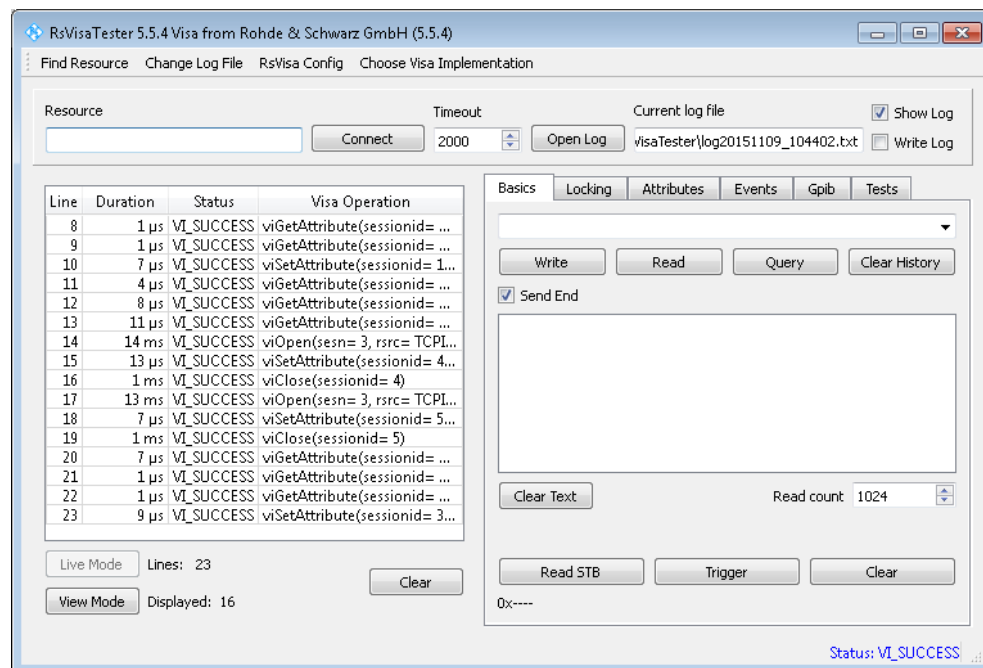 RsVisaTester 5.5.4 Visa from Rohde & Schwarz GmbH (5.5.4)
Find Resource Change Log File RsVisa Config Choose Visa Implementation
Resource Timeout Current log file Show Log
Connect 2000 Open Log visaTester\log20151109_104402.txt Write Log
Line Duration Status Visa Operation
8 1 µs VI_SUCCESS viGetAttribute(sessionid= ...
9 1 µs VI_SUCCESS viGetAttribute(sessionid= ...
10 7 µs VI_SUCCESS viSetAttribute(sessionid= 1...
11 4 µs VI_SUCCESS viGetAttribute(sessionid= ...
12 8 µs VI_SUCCESS viGetAttribute(sessionid= ...
13 11 µs VI_SUCCESS viGetAttribute(sessionid= ...
14 14 ms VI_SUCCESS viOpen(sesn= 3, rsrc= TCPI...
15 13 µs VI_SUCCESS viSetAttribute(sessionid= 4...
16 1 ms VI_SUCCESS viClose(sessionid= 4)
17 13 ms VI_SUCCESS viOpen(sesn= 3, rsrc= TCPI...
18 7 µs VI_SUCCESS viSetAttribute(sessionid= 5...
19 1 ms VI_SUCCESS viClose(sessionid= 5)
20 7 µs VI_SUCCESS viGetAttribute(sessionid= ...
21 1 µs VI_SUCCESS viGetAttribute(sessionid= ...
22 1 µs VI_SUCCESS viGetAttribute(sessionid= ...
23 9 µs VI_SUCCESS viSetAttribute(sessionid= 3...
Live Mode Lines: 23
Clear
View Mode Displayed: 16
Basics Locking Attributes Events Gpib Tests
Write Read Query Clear History
Send End
Clear Text Read count 1024
Read STB Trigger Clear
0x----
Status: VI_SUCCESS